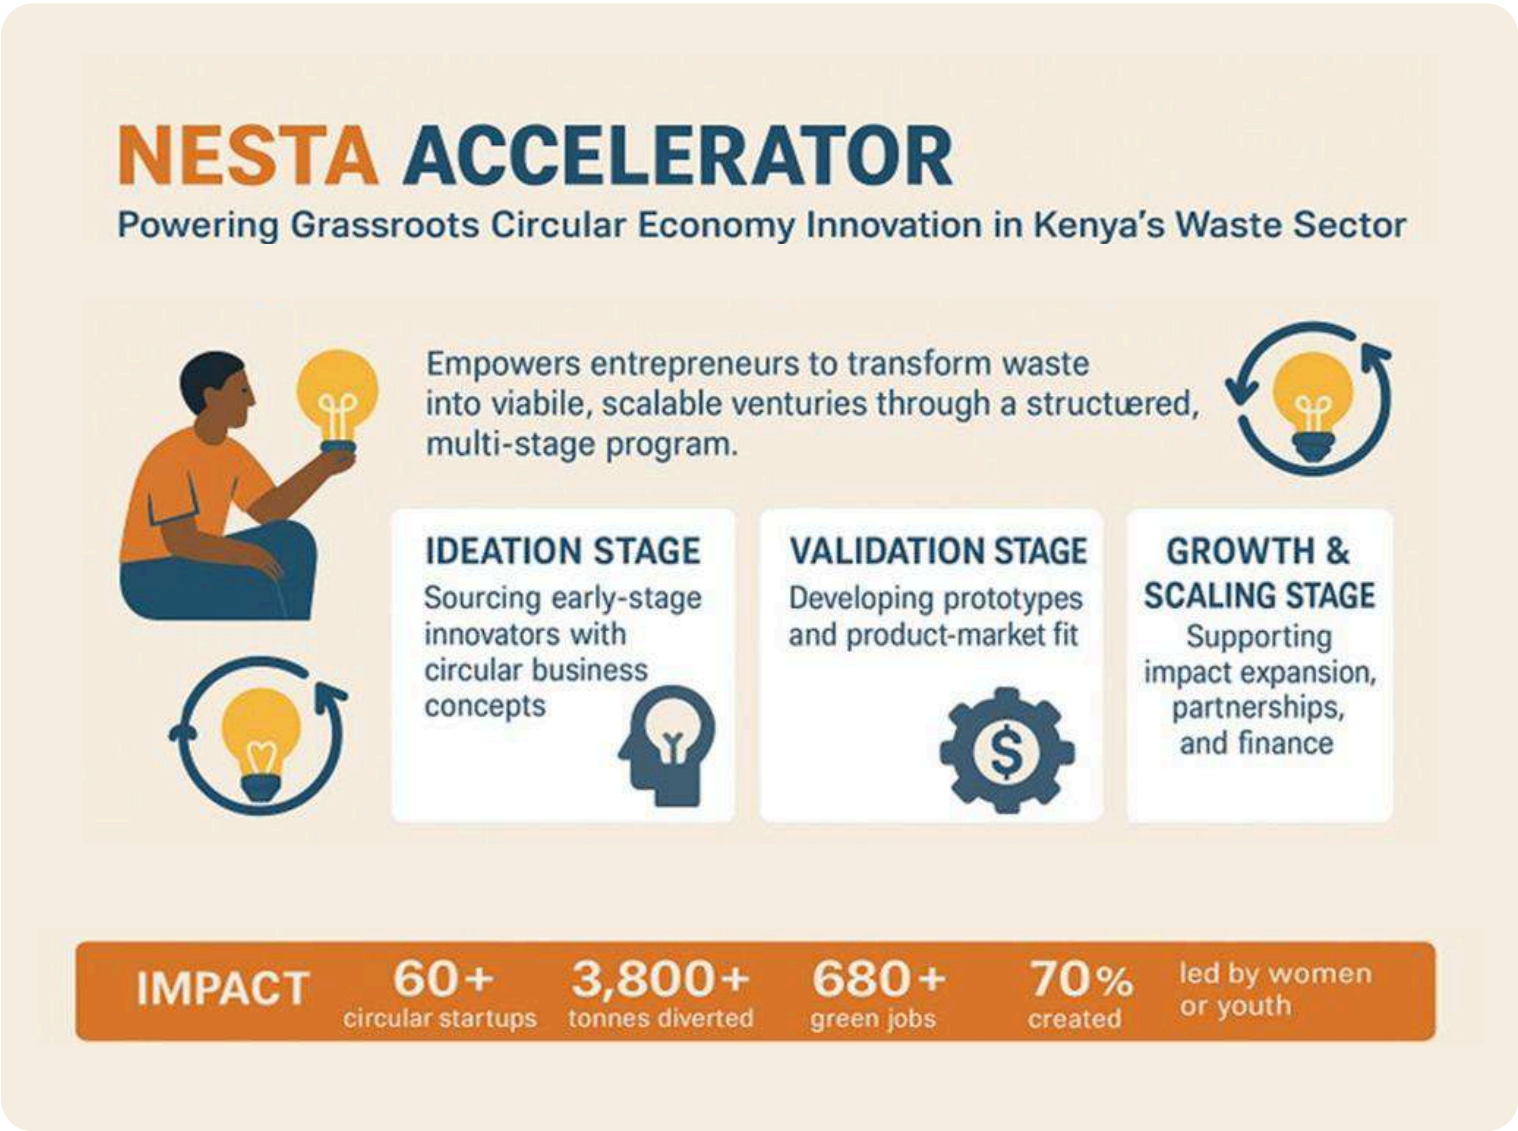 NESTA ACCELERATOR
Powering Grassroots Circular Economy Innovation in Kenya's Waste Sector
Empowers entrepreneurs to transform waste
into viabile, scalable ventures through a structuered,
multi-stage program.
IDEATION STAGE
Sourcing early-stage
innovators with
circular business
concepts
VALIDATION STAGE
Developing prototypes
and product-market fit
$
GROWTH &
SCALING STAGE
Supporting
impact expansion,
partnerships,
and finance
IMPACT
60+
circular startups
3,800+
tonnes diverted
680+
green jobs
70%
created
led by women
or youth